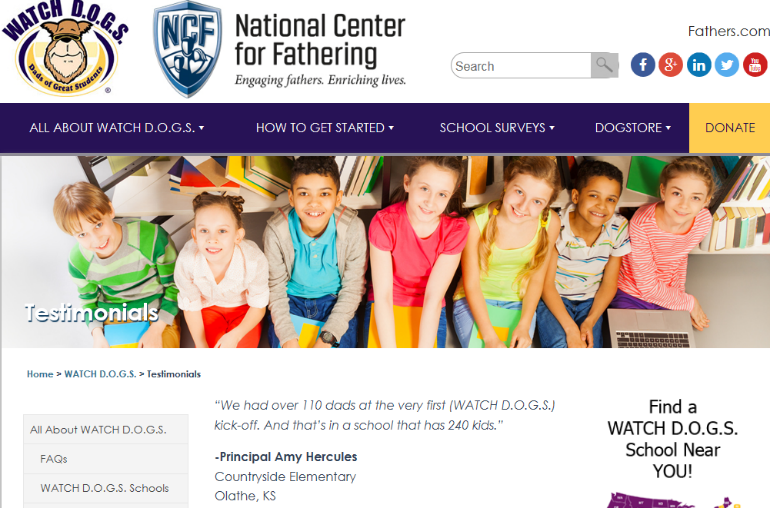 WATCH D.O.G.S.
Dads of Great Students
®
NCF
National Center
for Fathering
Engaging fathers. Enriching lives.
Fathers.com
Search
f
g+
in
You
Tube
ALL ABOUT WATCH D.O.G.S.
HOW TO GET STARTED
SCHOOL SURVEYS
DOGSTORE
DONATE
Testimonials
Home > WATCH D.O.G.S. > Testimonials
All About WATCH D.O.G.S.
FAQs
WATCH D.O.G.S. Schools
“We had over 110 dads at the very first (WATCH D.O.G.S.)
kick-off. And that’s in a school that has 240 kids.”
-Principal Amy Hercules
Countryside Elementary
Olathe, KS
Find a
WATCH D.O.G.S.
School Near
YOU!